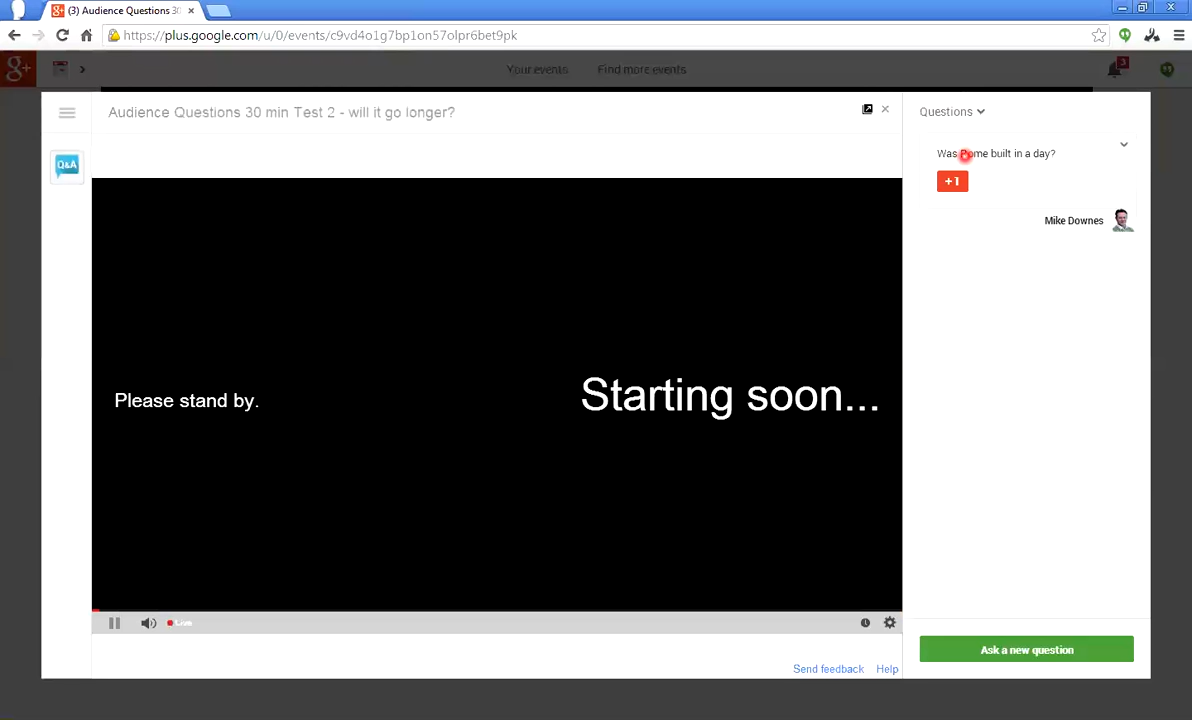 (3) Audience Questions 30
https://plus.google.com/u/0/events/c9vd4o1g7bp1on57olpr6bet9pk
g+
Your events
Find more events
3
Audience Questions 30 min Test 2 - will it go longer?
Questions
Q&A
Was Rome built in a day?
+1
Mike Downes
Please stand by.
Starting soon...
Live
Ask a new question
Send feedback
Help